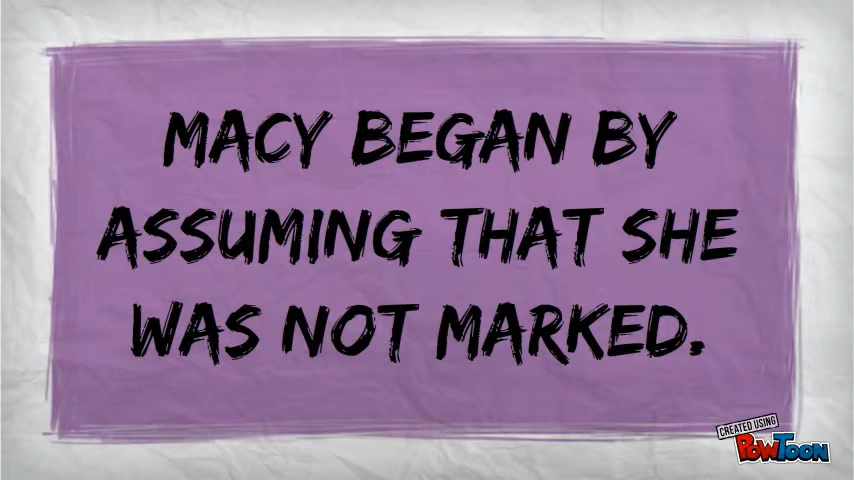 MACY BEGAN BY
ASSUMING THAT SHE
WAS NOT MARKED.
CREATED USING
POWTOON